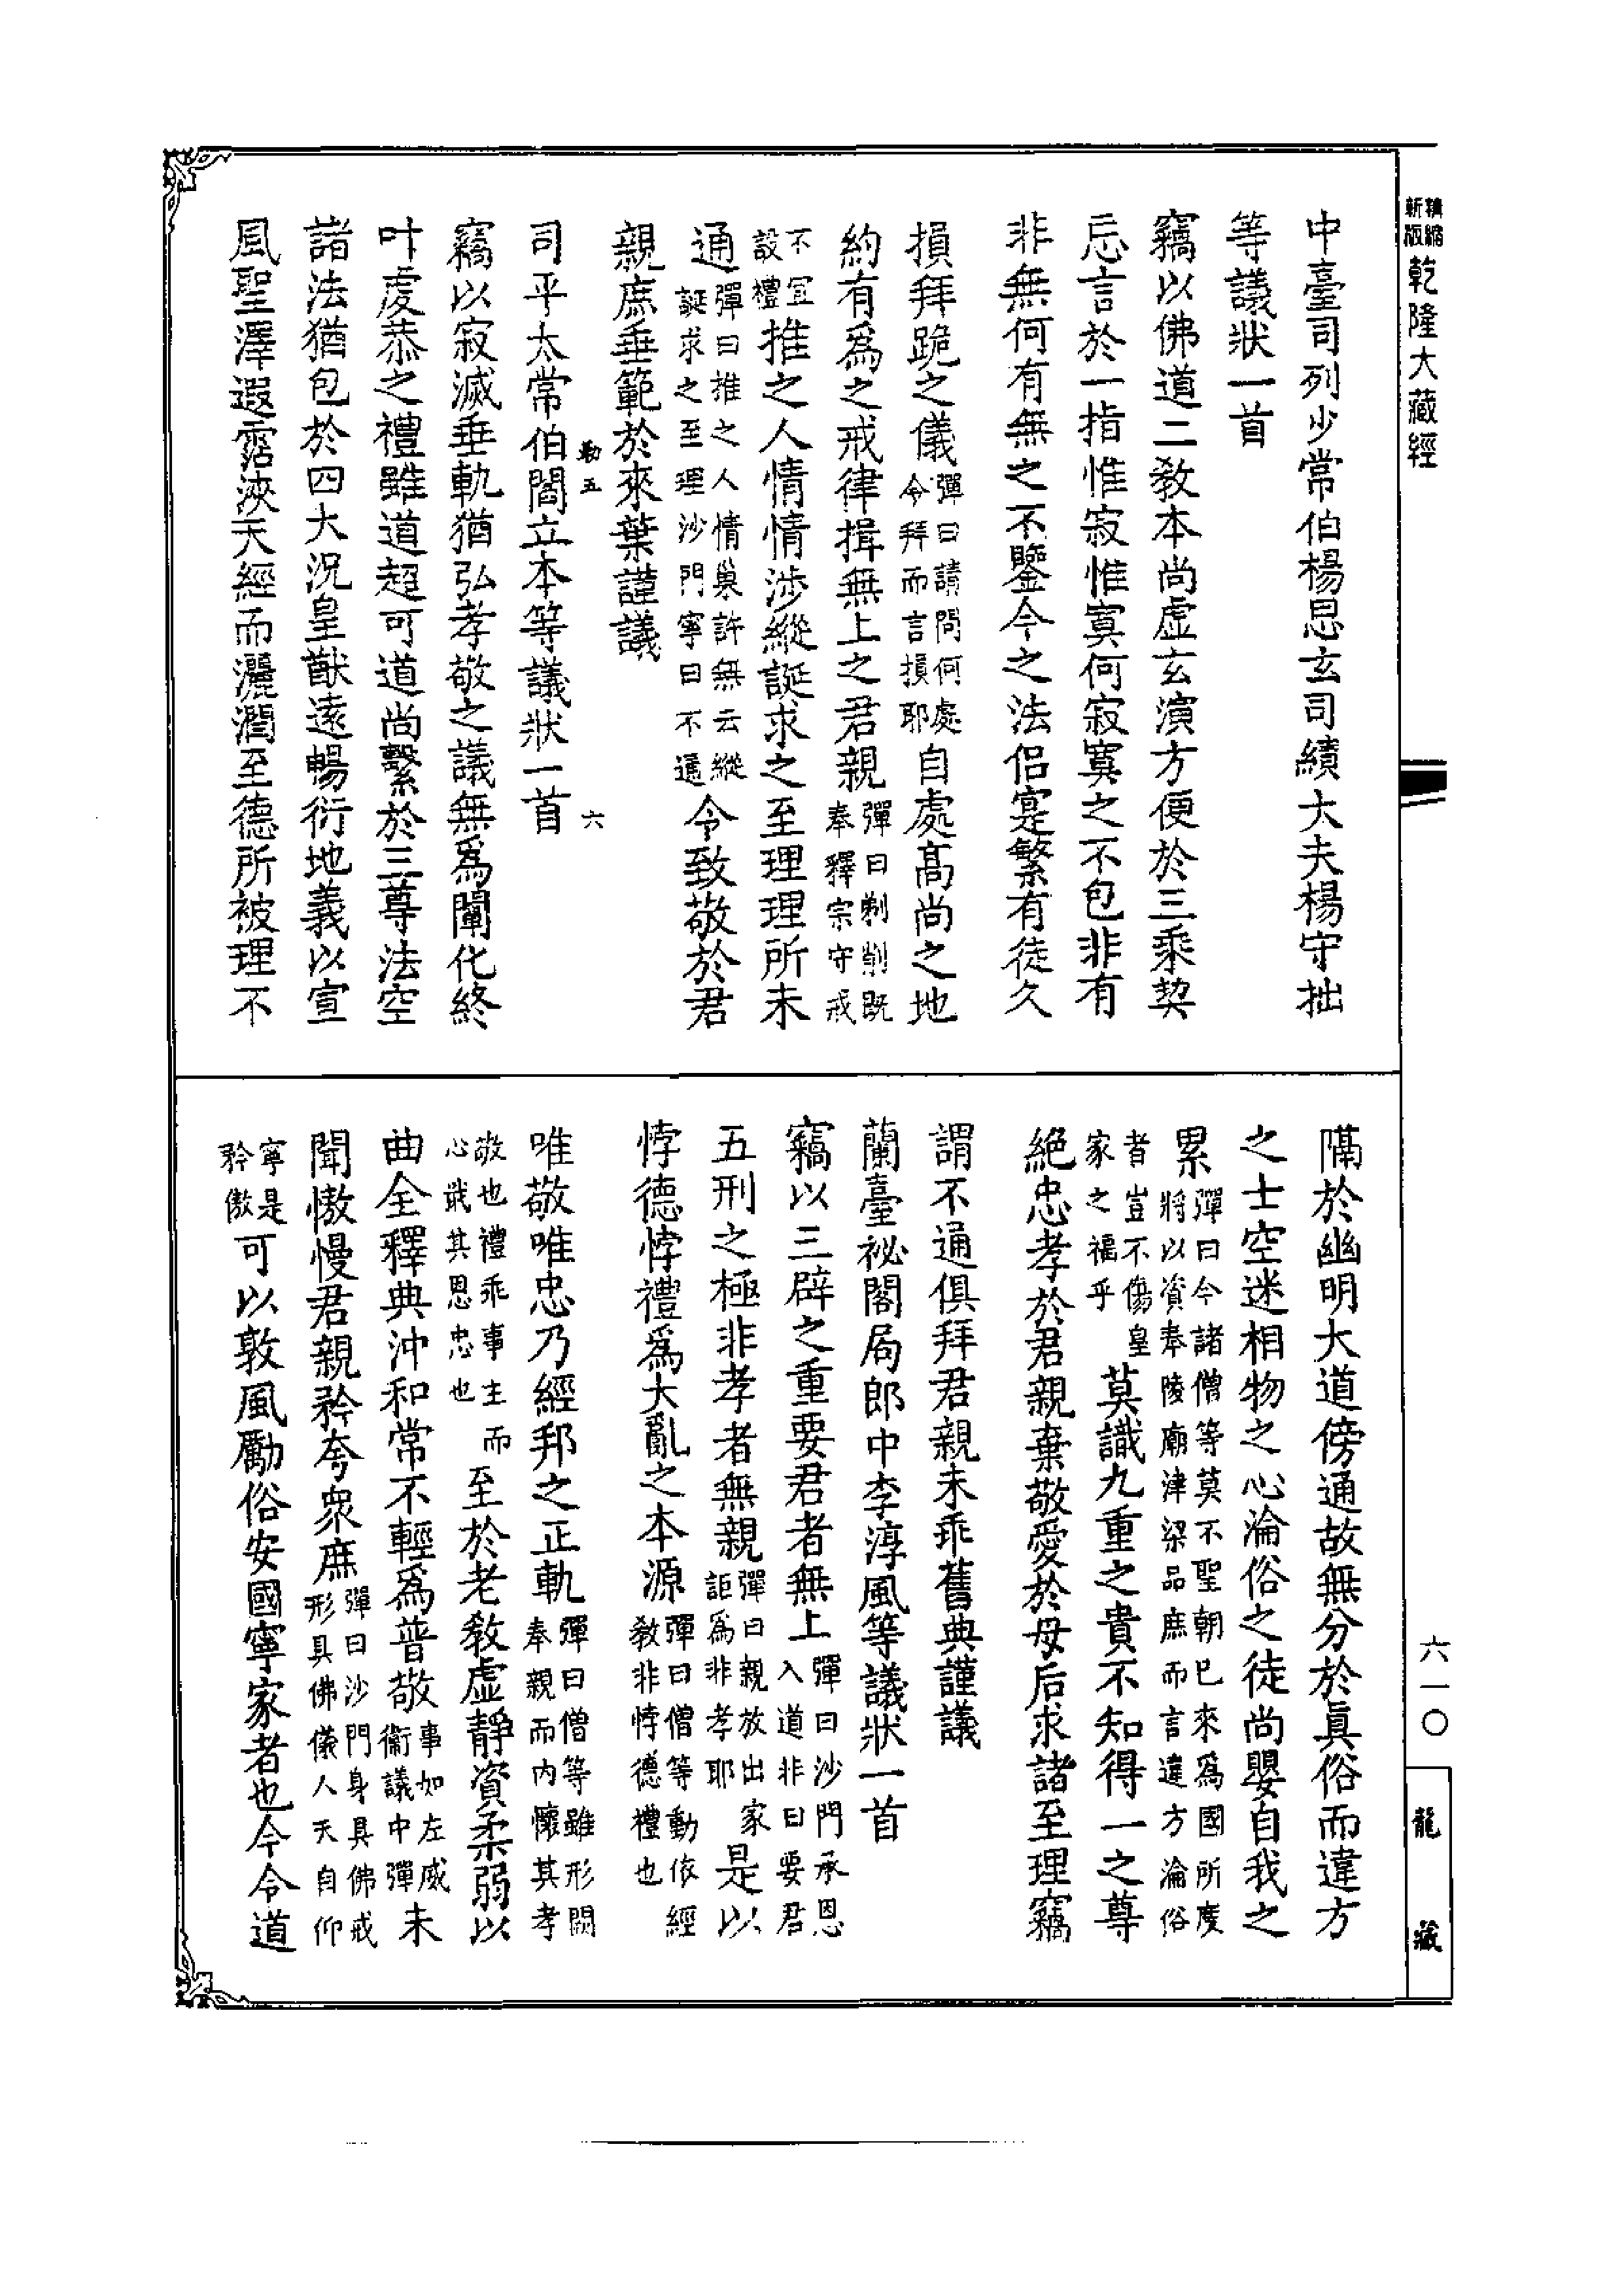 精縮新版乾隆大藏經
中臺司列少常伯楊思玄司績大夫楊守拙
等議狀一首
竊以佛道二教本尚虛玄演方便於三乘契
忘言於一指惟寂惟寞何寂寞之不包非有
非無何有無之不鑒今之法侶寔繁有徒久
損拜跪之儀彈曰請問何處今拜而言損耶自處高尚之地
約有爲之戒律揖無上之君親彈曰剃削既奉釋宗守戒
不宜設禮推之人情情涉縱誕求之至理理所未
通彈曰推之人情巢許無云縱誕求之至理沙門寧曰不通令致敬於君
親庶垂範於來葉謹議
勒五 六
司平太常伯閻立本等議狀一首
竊以寂滅垂軌猶弘孝敬之議無爲闡化終
叶虔恭之禮雖道超可道尚繫於三尊法空
諸法猶包於四大況皇猷遠暢衍地義以宣
風聖澤遐霑浹天經而灑潤至德所被理不
隔於幽明大道傍通故無分於眞俗而違方
之士空迷相物之心淪俗之徒尚嬰自我之
累彈曰今諸僧等莫不聖朝已來爲國所度將以資奉陵廟津梁品庶而言違方淪俗
者豈不傷皇家之福乎莫識九重之貴不知得一之尊
絕忠孝於君親棄敬愛於母后求諸至理竊
謂不通俱拜君親未乖舊典謹議
蘭臺祕閣局郎中李淳風等議狀一首
竊以三辟之重要君者無上彈曰沙門承恩入道非曰要君
五刑之極非孝者無親彈曰親放出家詎爲非孝耶是以
悖德悖禮爲大亂之本源彈曰僧等動依經教非悖德禮也
唯敬唯忠乃經邦之正軌彈曰僧等雖形闕奉親而內懷其孝
敬也禮乖事主而心戢其恩忠也至於老教虛靜資柔弱以
曲全釋典沖和常不輕爲普敬事如左威衞議中彈未
聞慠慢君親矜夸衆庶彈曰沙門身具佛戒形具佛儀人天自仰
寧是矜傲可以敦風勵俗安國寧家者也今令道
六一〇
龍藏